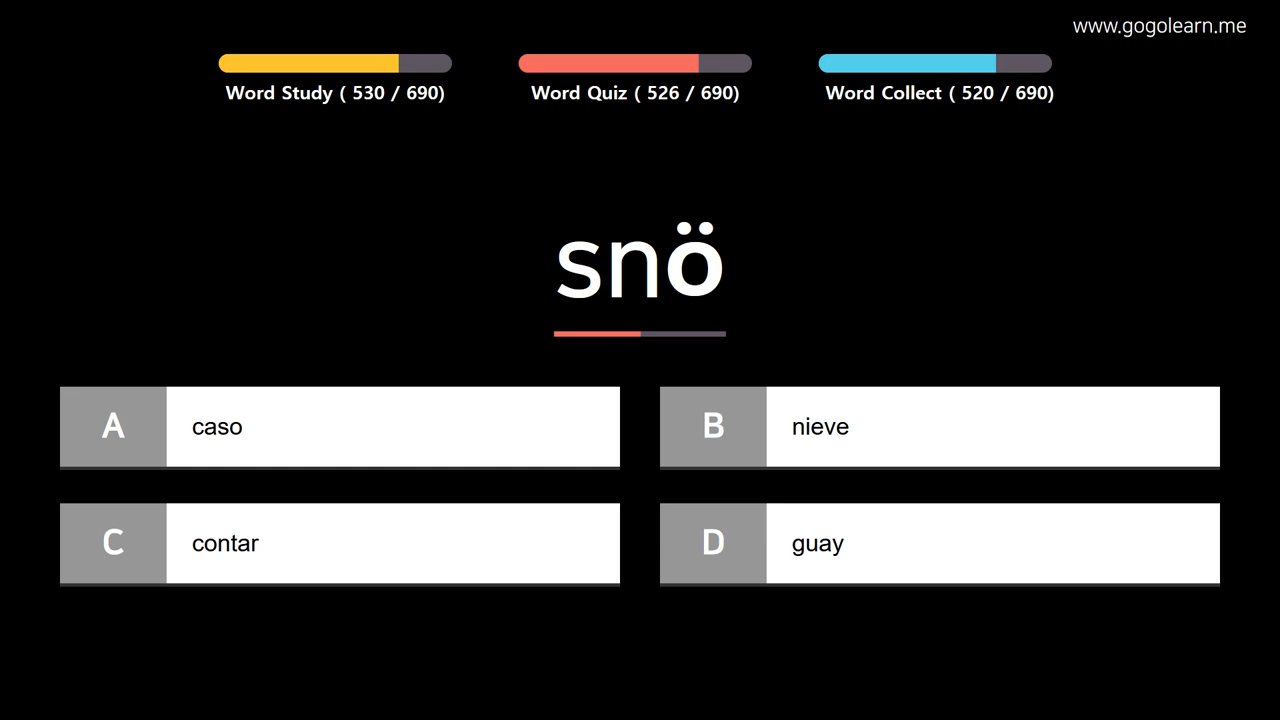 www.gogolearn.me
Word Study ( 530 / 690)
Word Quiz ( 526 / 690)
Word Collect ( 520 / 690)
snö
A
caso
B
nieve
C
contar
D
guay